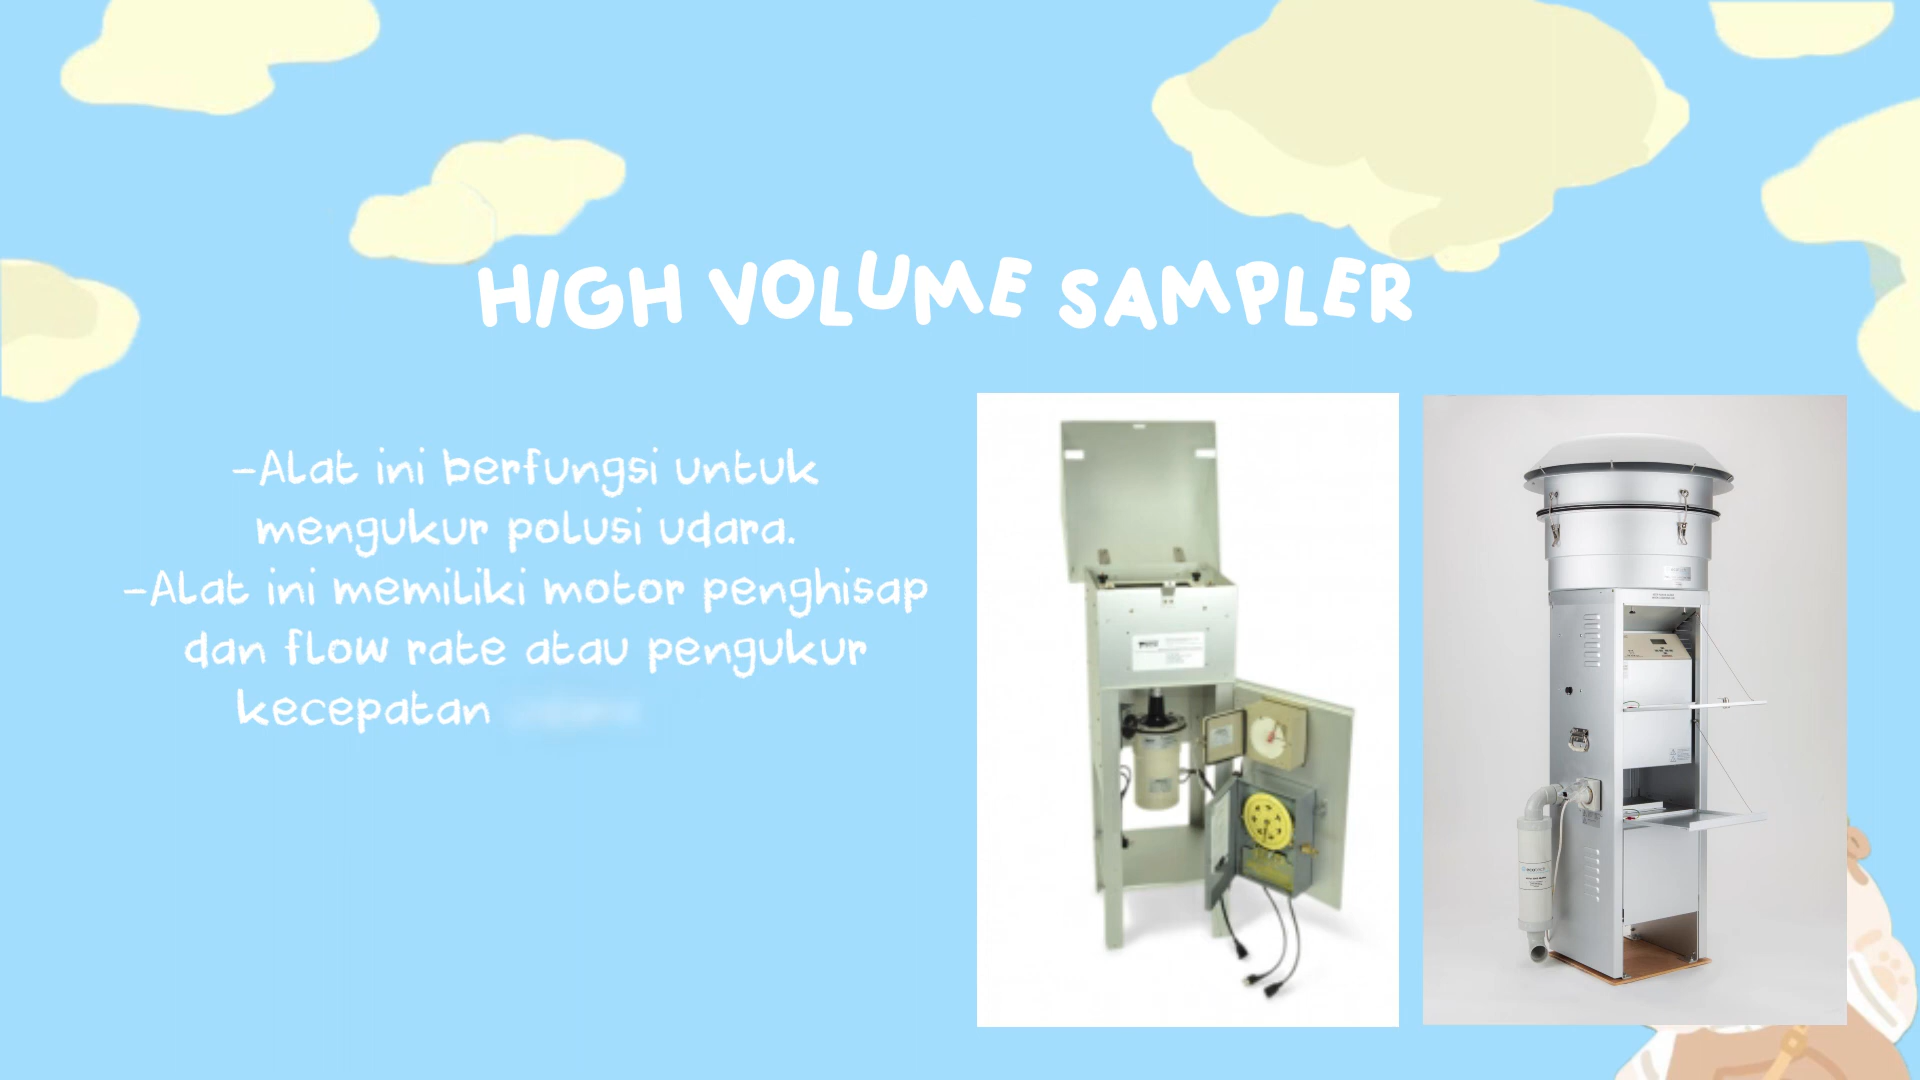 HIGH VOLUME SAMPLER
-Alat ini berfungsi untuk
mengukur polusi udara.
-Alat ini memiliki motor penghisap
dan flow rate atau pengukur
kecepatan